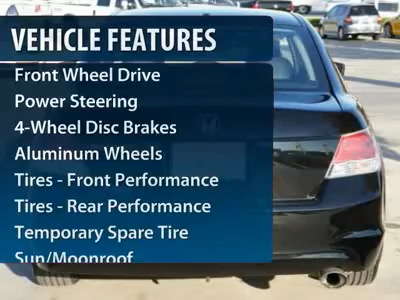 VEHICLE FEATURES
Front Wheel Drive
Power Steering
4-Wheel Disc Brakes
Aluminum Wheels
Tires - Front Performance
Tires - Rear Performance
Temporary Spare Tire
Sun/Moonroof